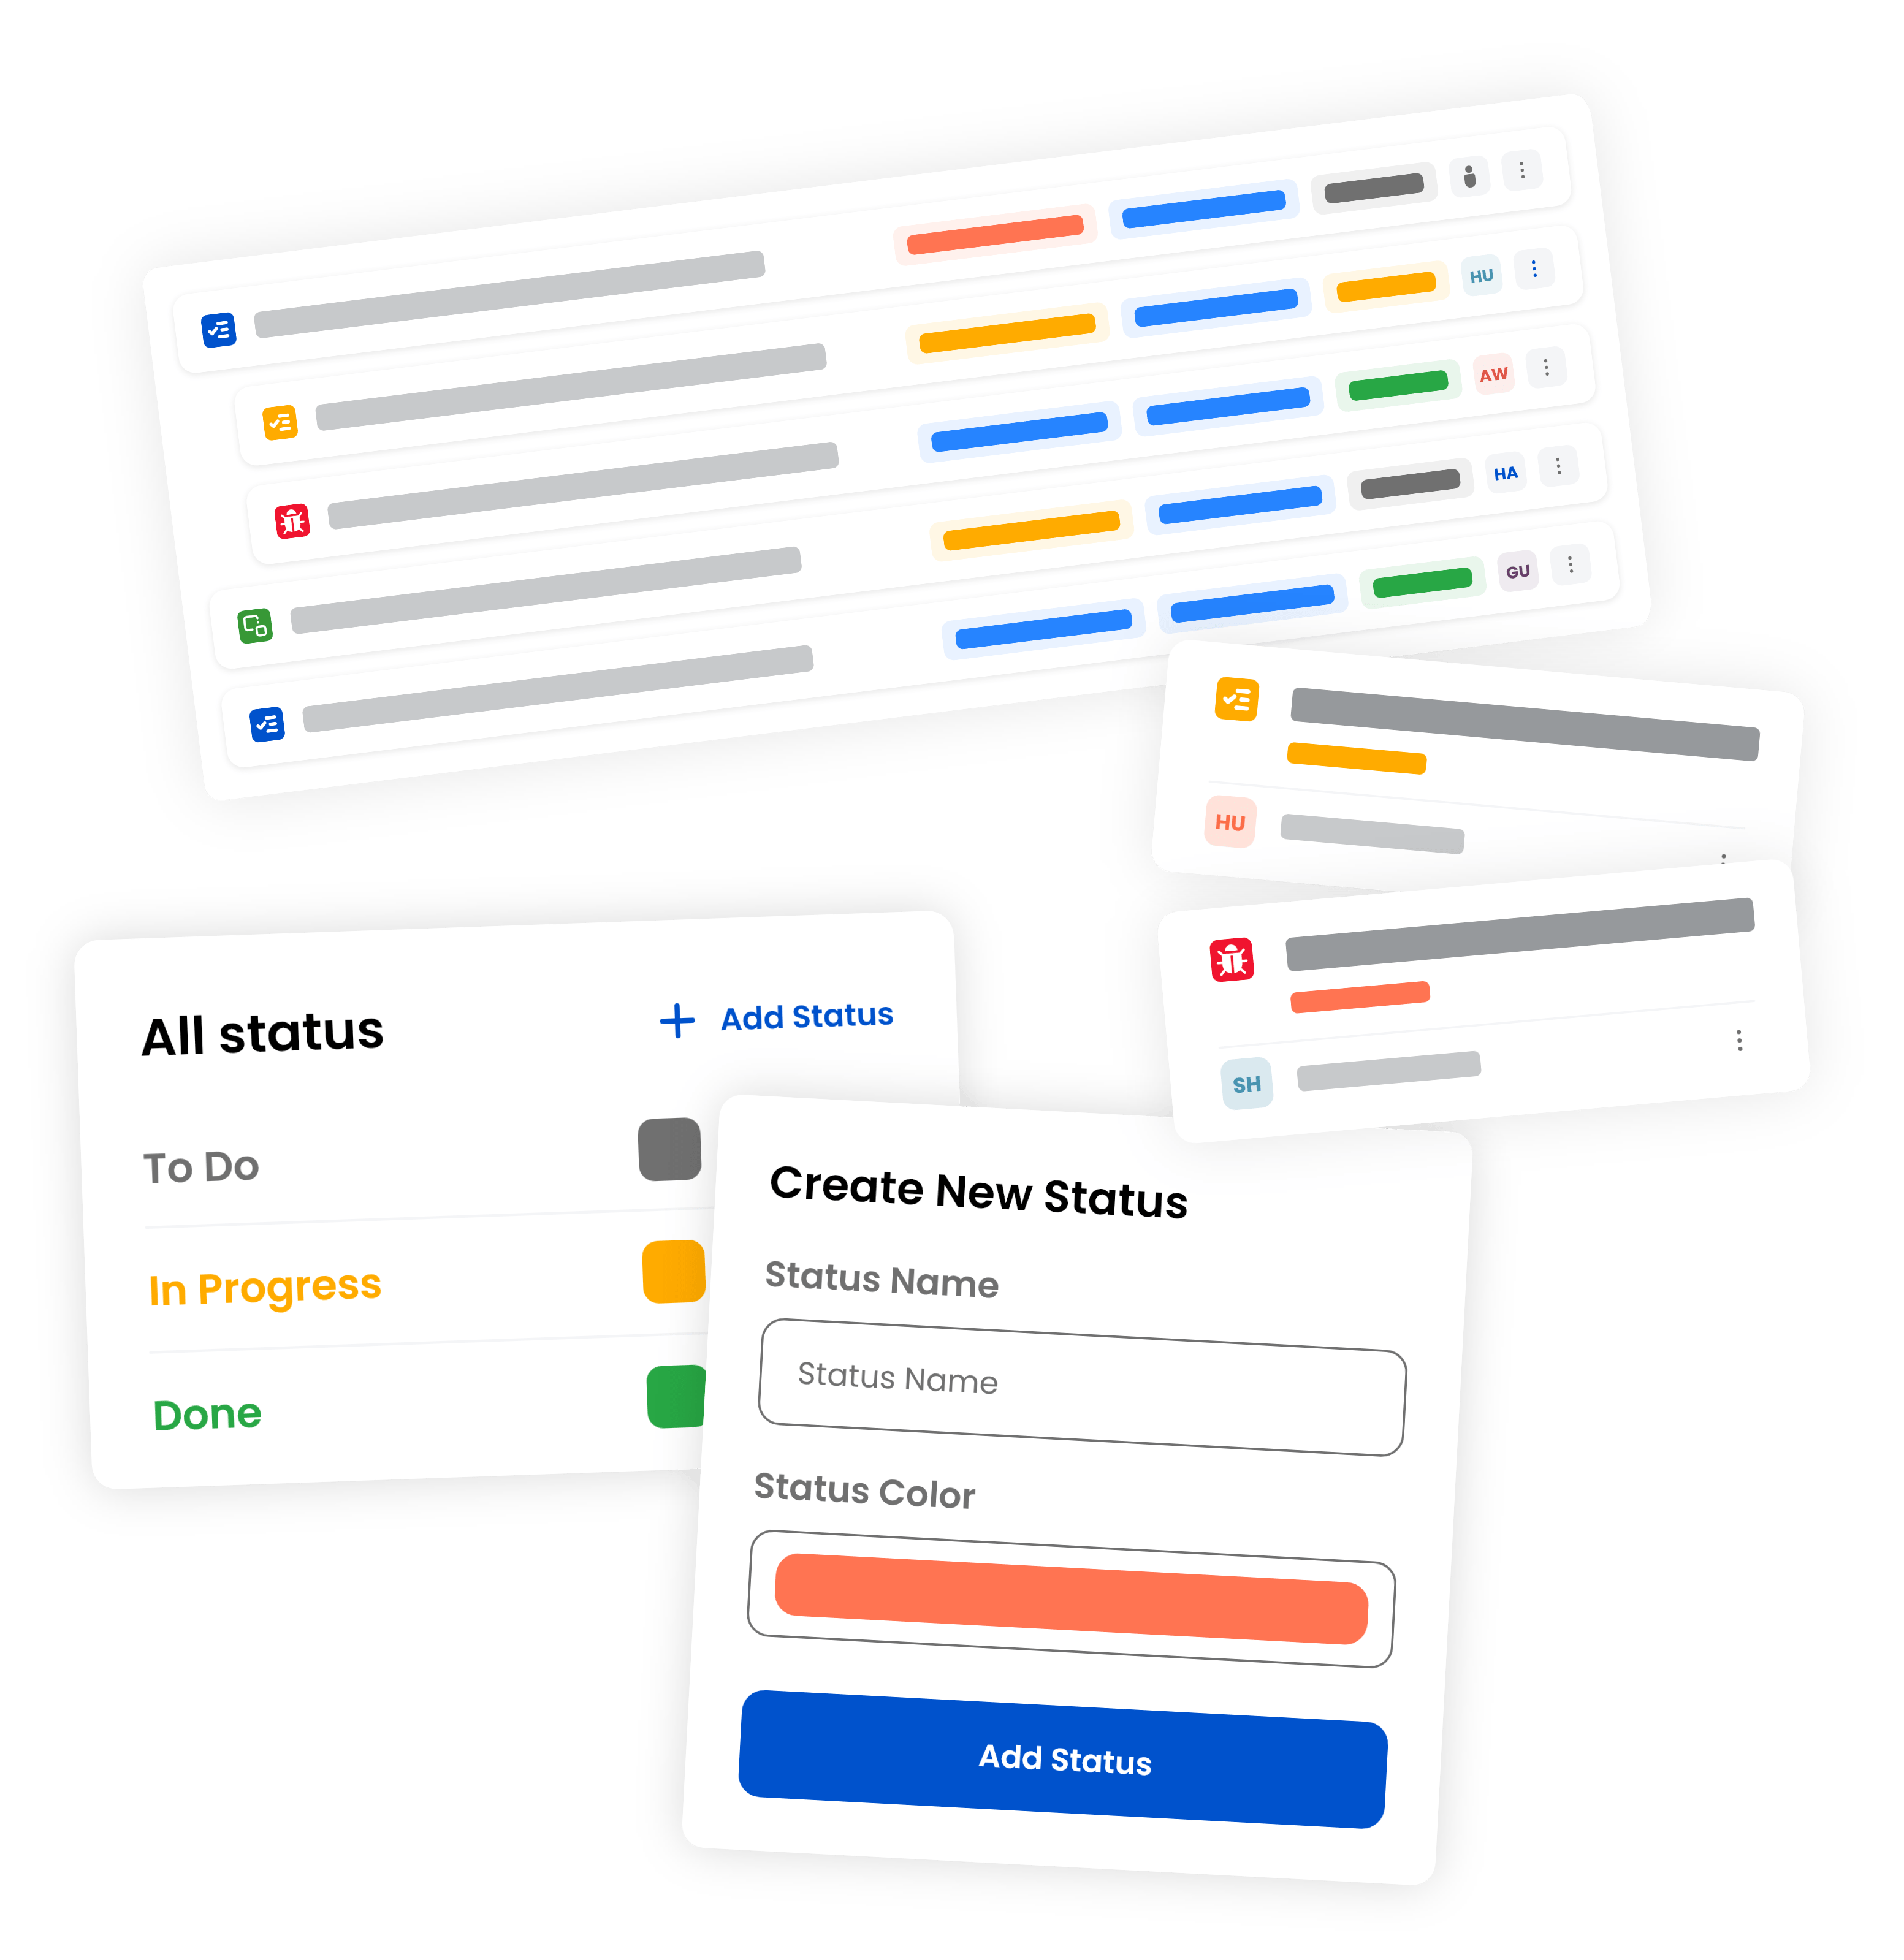 HU
AW
HA
GU
HU
SH
All status
+ Add Status
To Do
In Progress
Done
Create New Status
Status Name
Status Name
Status Color
Add Status